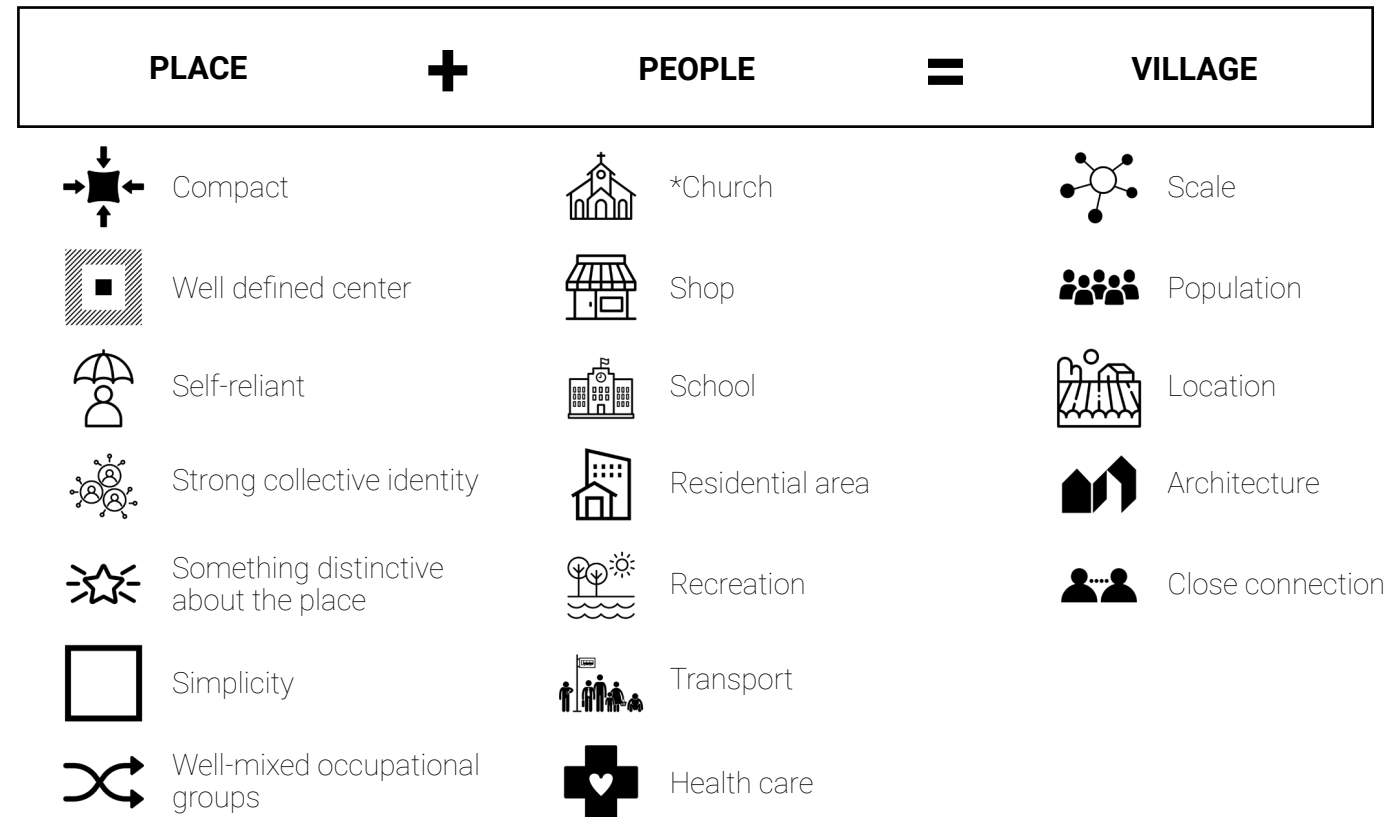 PLACE + PEOPLE = VILLAGE
Compact
Well defined center
Self-reliant
Strong collective identity
Something distinctive
about the place
Simplicity
Well-mixed occupational
groups
*Church
Shop
School
Residential area
Recreation
Transport
Health care
Scale
Population
Location
Architecture
Close connection